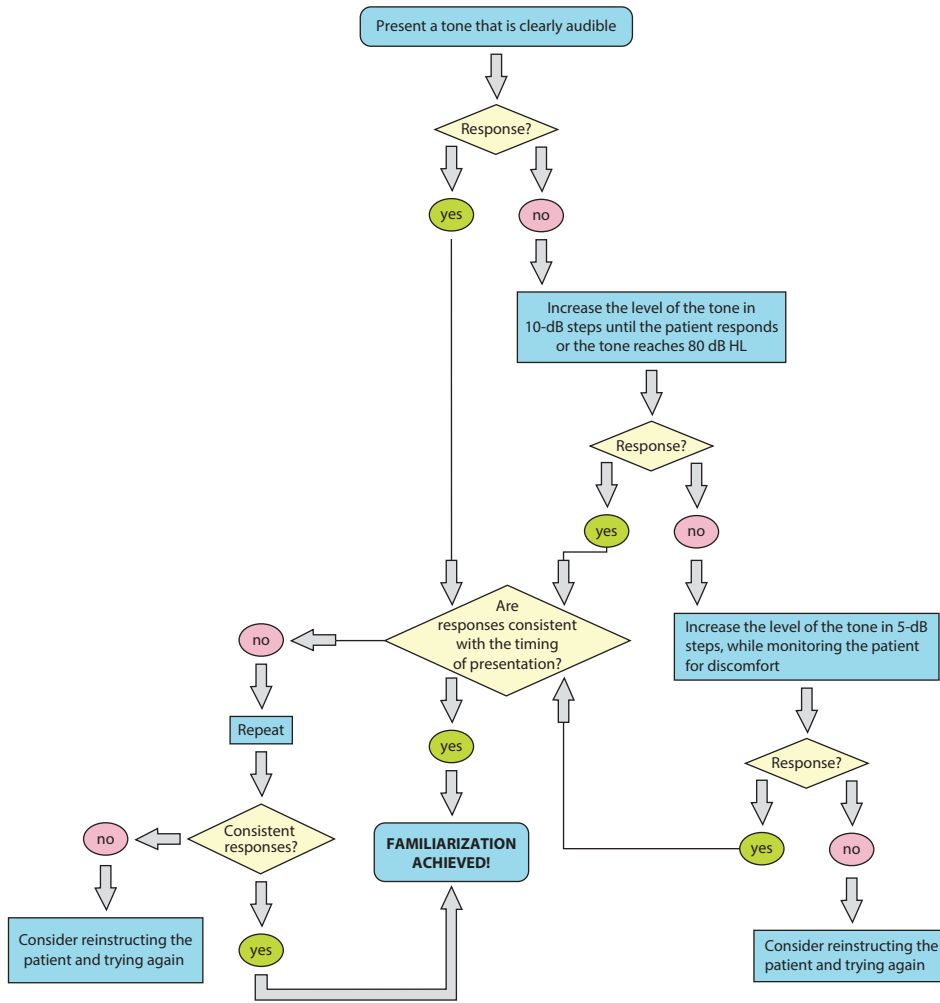 Present a tone that is clearly audible
Response?
yes
no
Increase the level of the tone in
10-dB steps until the patient responds
or the tone reaches 80 dB HL
Response?
yes
no
Are
responses consistent
with the timing
of presentation?
no
Increase the level of the tone in 5-dB
steps, while monitoring the patient
for discomfort
Repeat
yes
Response?
Consistent
responses?
no
FAMILIARIZATION
ACHIEVED!
yes
no
Consider reinstructing the
patient and trying again
yes
Consider reinstructing the
patient and trying again